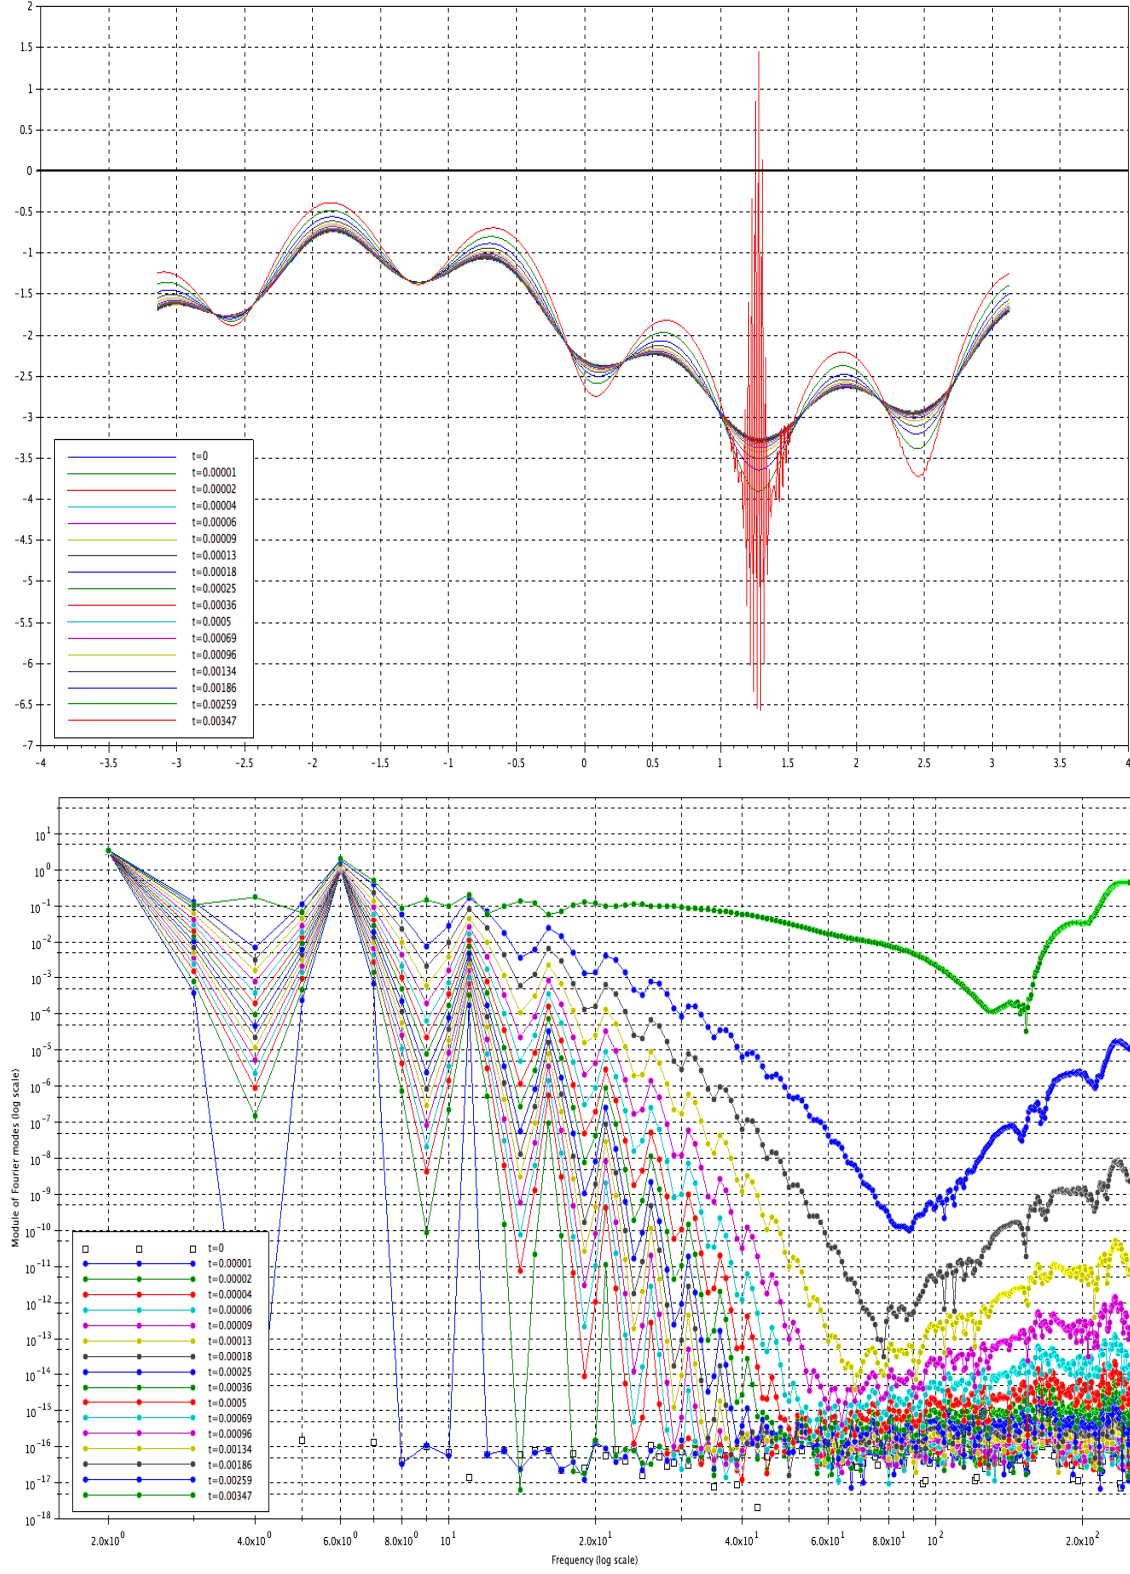 2
1.5
1
0.5
0
−0.5
−1
−1.5
−2
−2.5
−3
−3.5
−4
−4.5
−5
−5.5
−6
−6.5
−7
t=0
t=0.00001
t=0.00002
t=0.00004
t=0.00006
t=0.00009
t=0.00013
t=0.00018
t=0.00025
t=0.00036
t=0.0005
t=0.00069
t=0.00096
t=0.00134
t=0.00186
t=0.00259
t=0.00347
−4 −3.5 −3 −2.5 −2 −1.5 −1 −0.5 0 0.5 1 1.5 2 2.5 3 3.5 4
Module of Fourier modes (log scale)
10^1
10^0
10^-1
10^-2
10^-3
10^-4
10^-5
10^-6
10^-7
10^-8
10^-9
10^-10
10^-11
10^-12
10^-13
10^-14
10^-15
10^-16
10^-17
10^-18
t=0
t=0.00001
t=0.00002
t=0.00004
t=0.00006
t=0.00009
t=0.00013
t=0.00018
t=0.00025
t=0.00036
t=0.0005
t=0.00069
t=0.00096
t=0.00134
t=0.00186
t=0.00259
t=0.00347
2.0x10^0 4.0x10^0 6.0x10^0 8.0x10^0 10^1 2.0x10^1 4.0x10^1 6.0x10^1 8.0x10^1 10^2 2.0x10^2
Frequency (log scale)